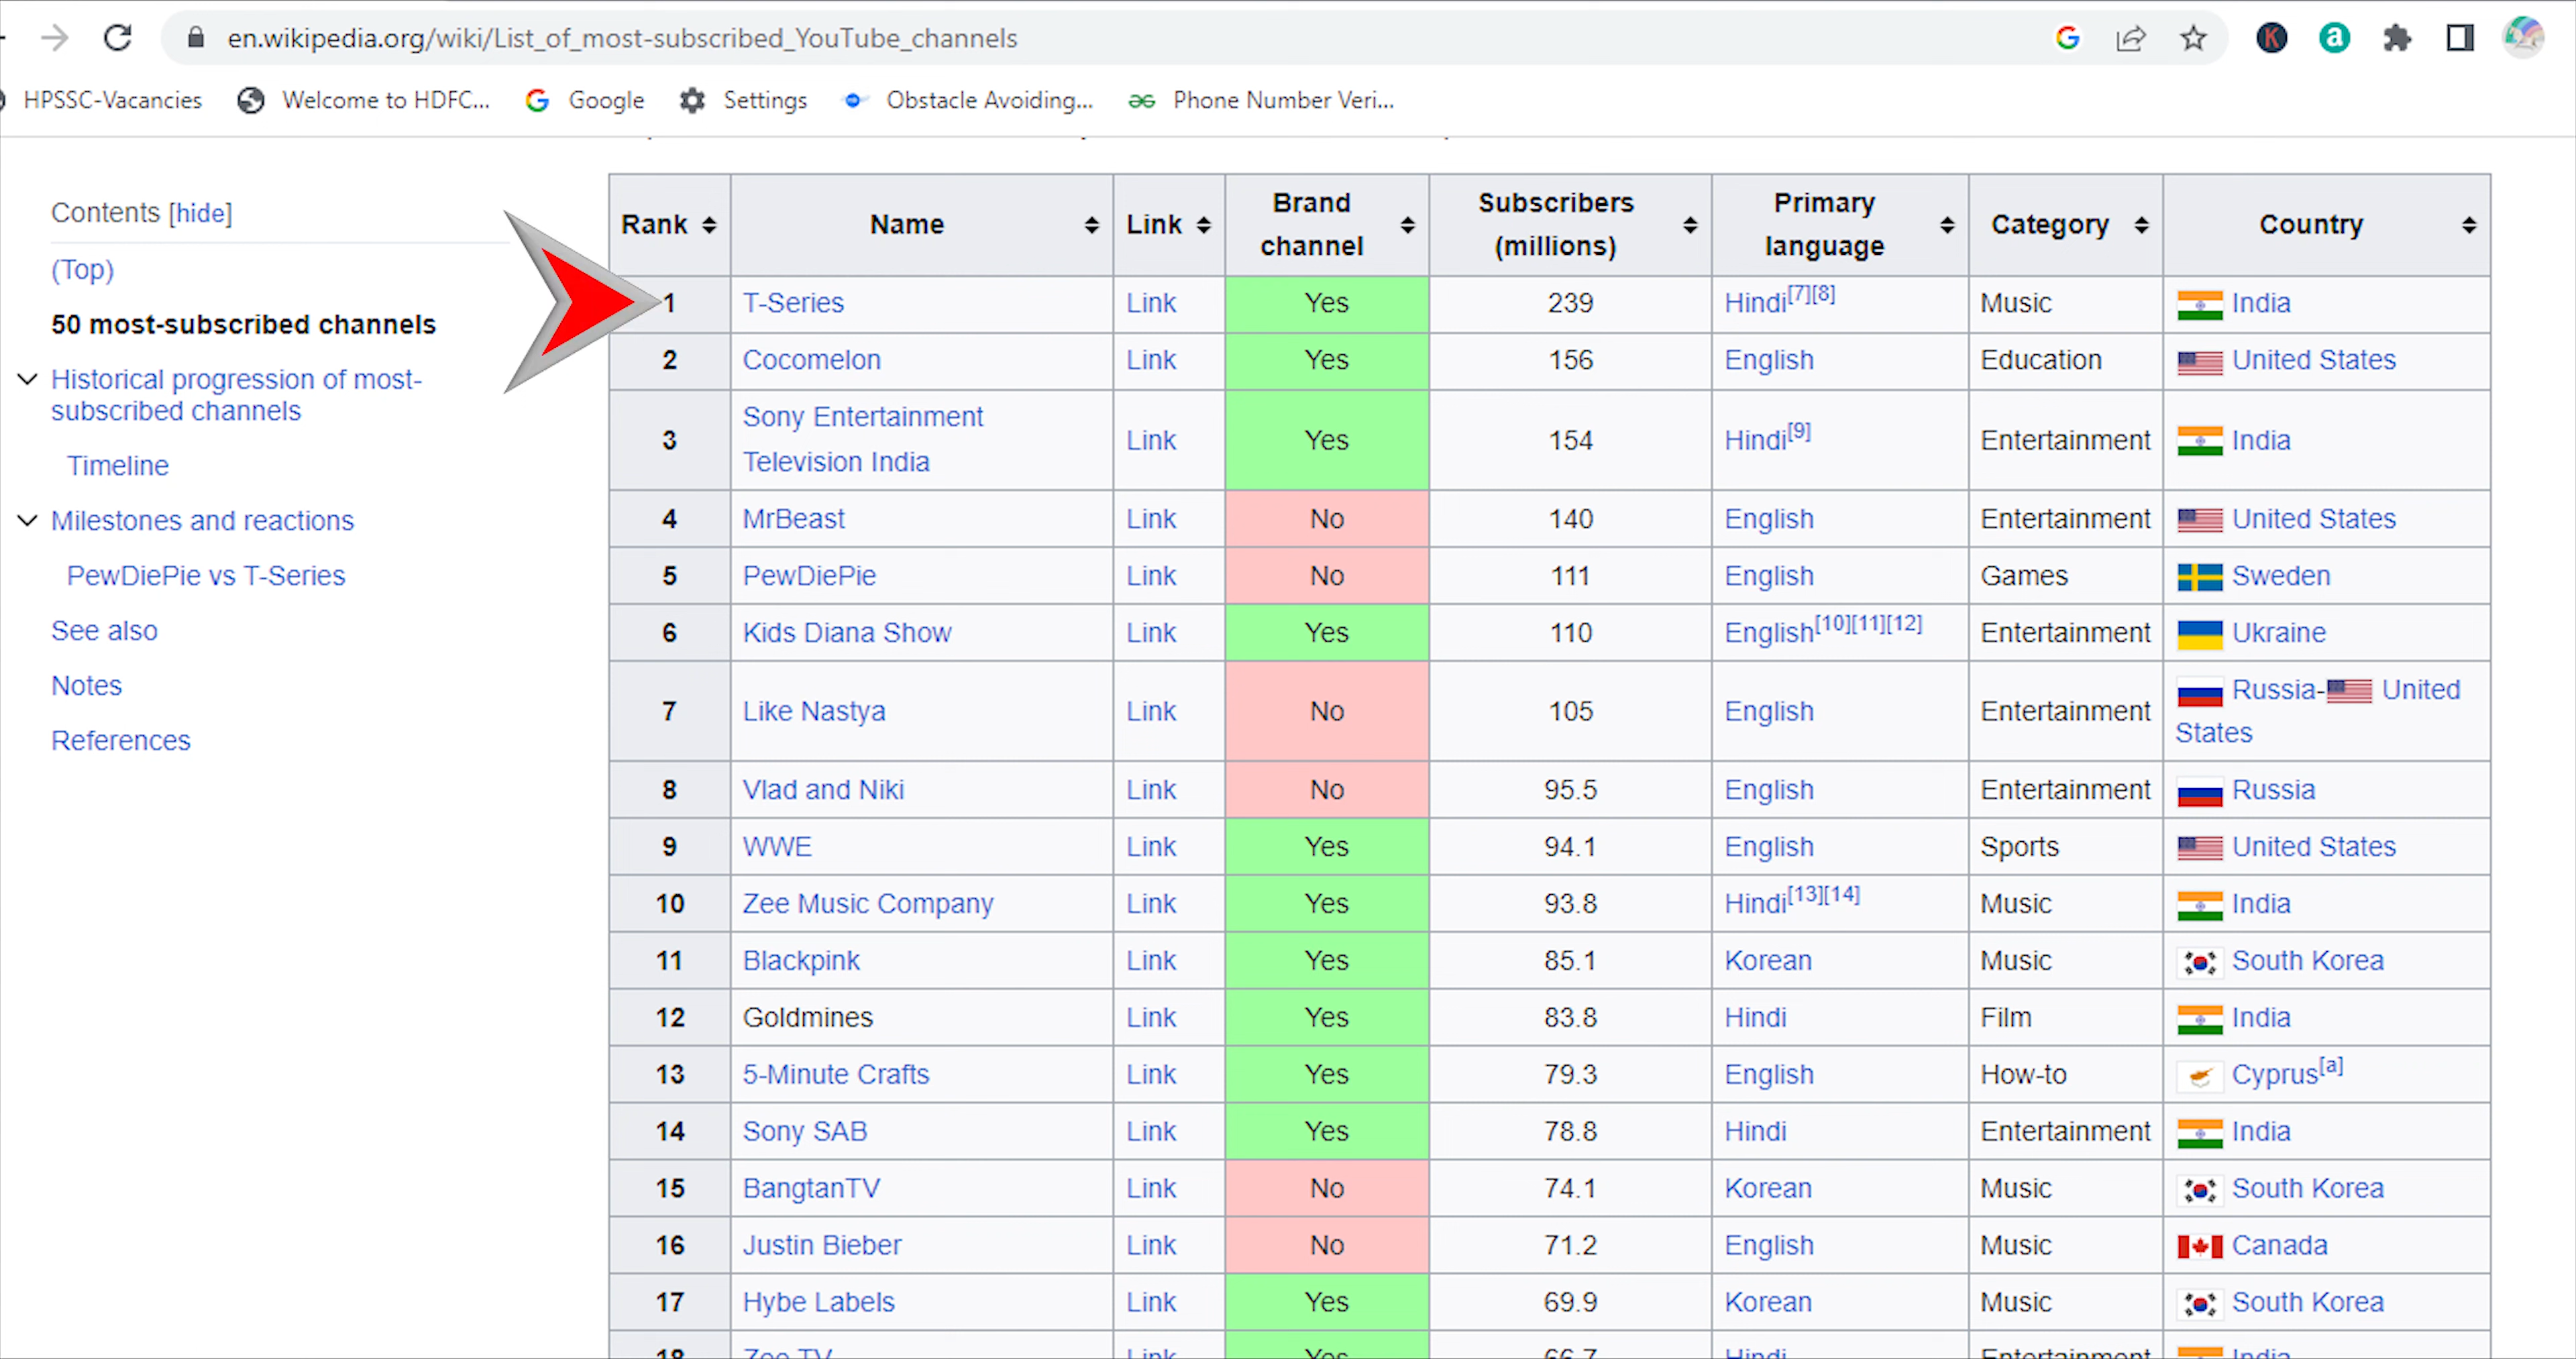 en.wikipedia.org/wiki/List_of_most-subscribed_YouTube_channels
HPSSC-Vacancies Welcome to HDFC... Google Settings Obstacle Avoiding... Phone Number Veri...
Contents [hide]
(Top)
50 most-subscribed channels
Historical progression of most-
subscribed channels
Timeline
Milestones and reactions
PewDiePie vs T-Series
See also
Notes
References
Rank Name Link Brand channel Subscribers (millions) Primary language Category Country
1 T-Series Link Yes 239 Hindi[7][8] Music India
2 Cocomelon Link Yes 156 English Education United States
3 Sony Entertainment Television India Link Yes 154 Hindi[9] Entertainment India
4 MrBeast Link No 140 English Entertainment United States
5 PewDiePie Link No 111 English Games Sweden
6 Kids Diana Show Link Yes 110 English[10][11][12] Entertainment Ukraine
7 Like Nastya Link No 105 English Entertainment Russia- United States
8 Vlad and Niki Link No 95.5 English Entertainment Russia
9 WWE Link Yes 94.1 English Sports United States
10 Zee Music Company Link Yes 93.8 Hindi[13][14] Music India
11 Blackpink Link Yes 85.1 Korean Music South Korea
12 Goldmines Link Yes 83.8 Hindi Film India
13 5-Minute Crafts Link Yes 79.3 English How-to Cyprus[a]
14 Sony SAB Link Yes 78.8 Hindi Entertainment India
15 BangtanTV Link No 74.1 Korean Music South Korea
16 Justin Bieber Link No 71.2 English Music Canada
17 Hybe Labels Link Yes 69.9 Korean Music South Korea
18 Zee TV Link Yes 66.7 Hindi Entertainment India